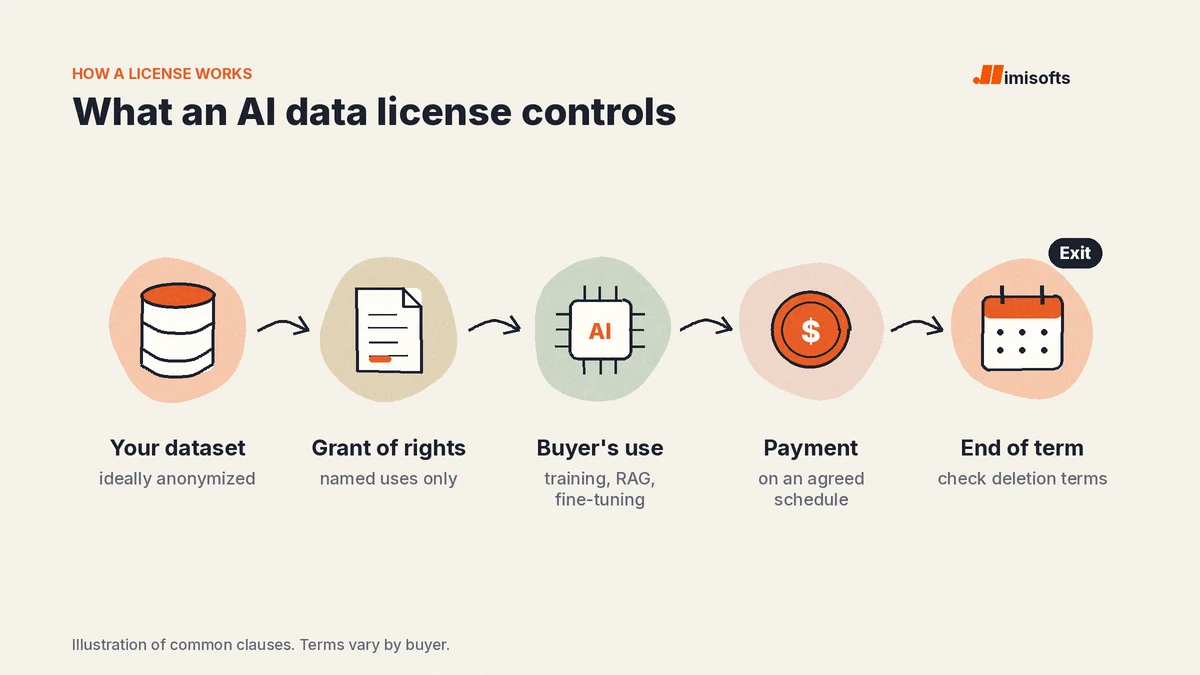 HOW A LICENSE WORKS
imisofts
What an AI data license controls
Exit
AI
$
Your dataset
Grant of rights
Buyer's use
Payment
End of term
ideally anonymized
named uses only
training, RAG,
fine-tuning
on an agreed
schedule
check deletion terms
Illustration of common clauses. Terms vary by buyer.